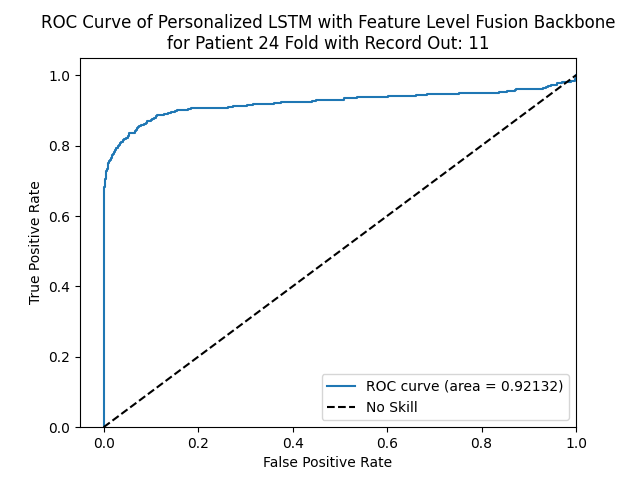 ROC Curve of Personalized LSTM with Feature Level Fusion Backbone
for Patient 24 Fold with Record Out: 11
True Positive Rate
1.0
0.8
0.6
0.4
0.2
0.0
ROC curve (area = 0.92132)
No Skill
0.0 0.2 0.4 0.6 0.8 1.0
False Positive Rate